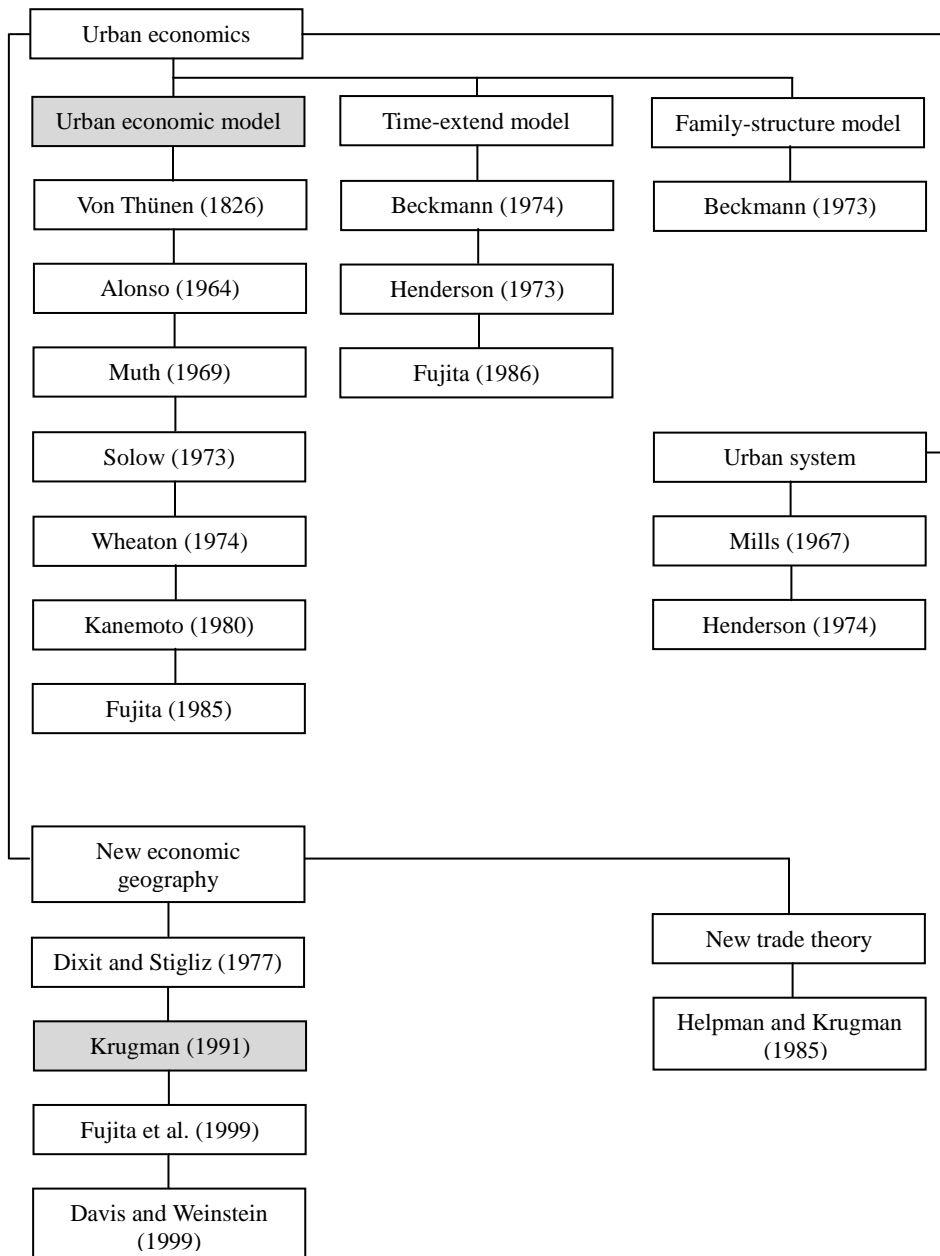 Urban economics
Urban economic model
Time-extend model
Family-structure model
Von Thünen (1826)
Beckmann (1974)
Beckmann (1973)
Alonso (1964)
Henderson (1973)
Muth (1969)
Fujita (1986)
Solow (1973)
Urban system
Wheaton (1974)
Mills (1967)
Kanemoto (1980)
Henderson (1974)
Fujita (1985)
New economic
geography
New trade theory
Dixit and Stigliz (1977)
Helpman and Krugman
(1985)
Krugman (1991)
Fujita et al. (1999)
Davis and Weinstein
(1999)